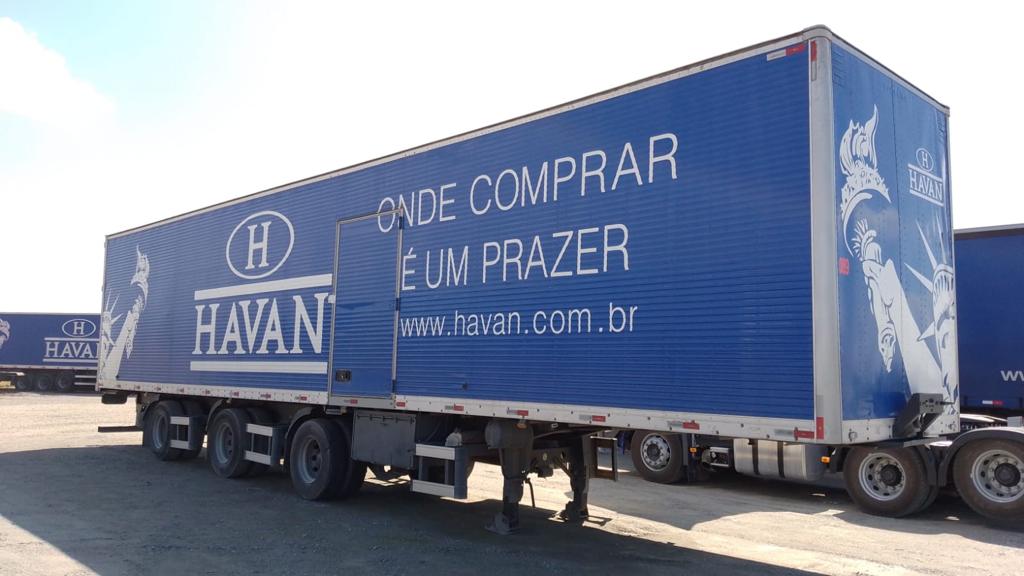 H
HAVAN
ONDE COMPRAR
É UM PRAZER
www.havan.com.br
H
HAVAN
H
HAVAN